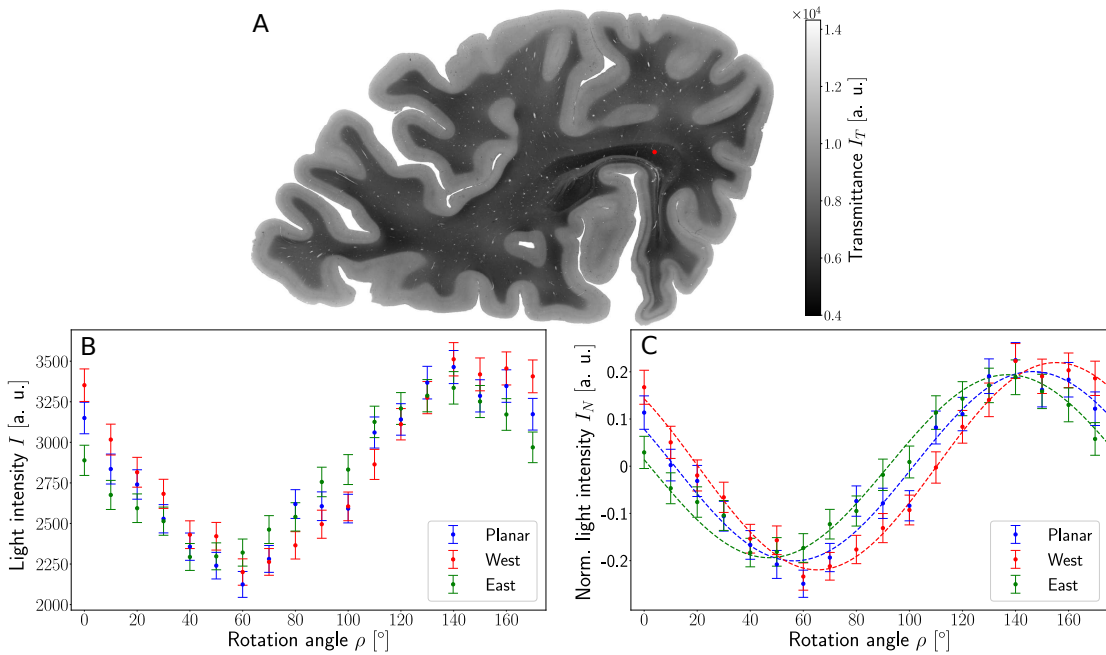 A
×10⁴
1.4
1.2
1.0
0.8
0.6
0.4
Transmittance I_T [a. u.]
B
3500
3250
3000
2750
2500
2250
2000
Light intensity I [a. u.]
0 20 40 60 80 100 120 140 160
Rotation angle ρ [°]
Planar
West
East
C
0.2
0.1
0
-0.1
-0.2
Norm. light intensity I_N [a. u.]
0 20 40 60 80 100 120 140 160
Rotation angle ρ [°]
Planar
West
East